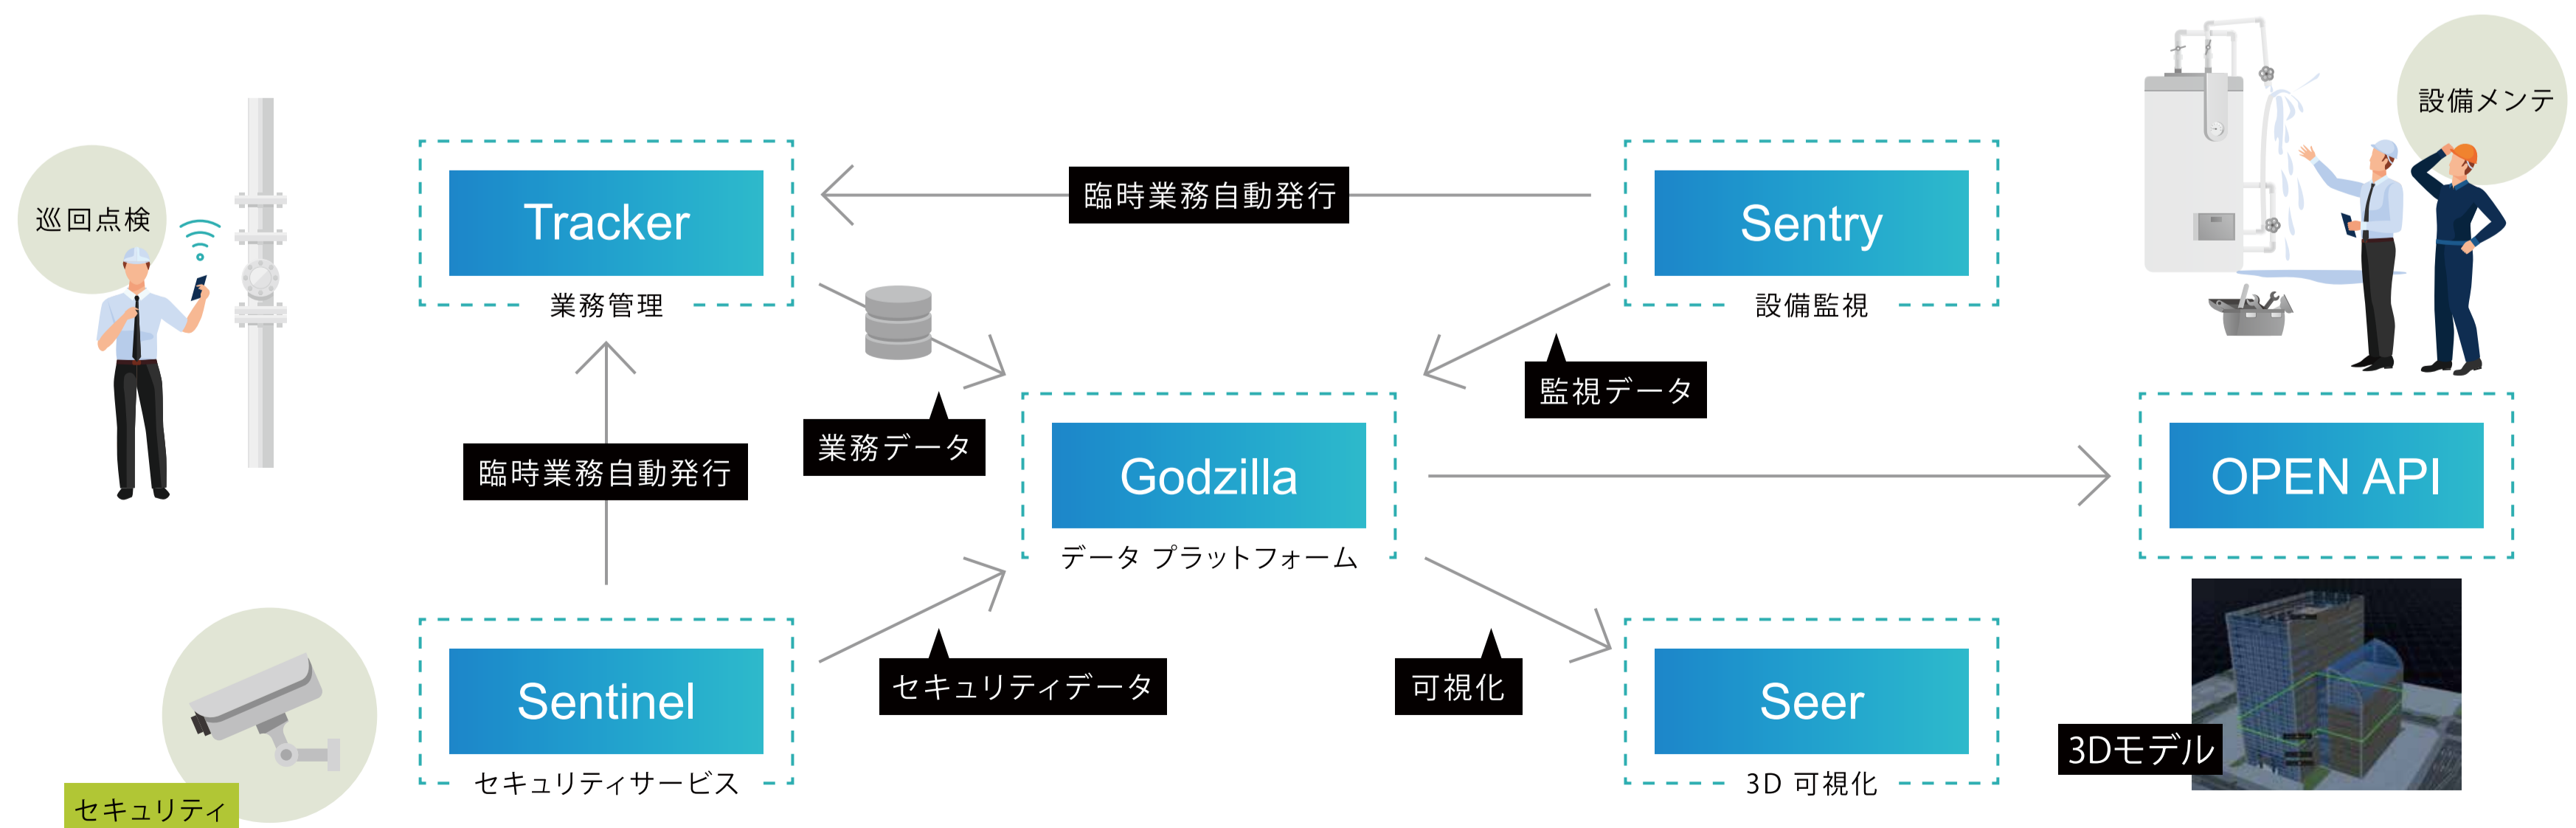 設備メンテ
巡回点検
Tracker
業務管理
臨時業務自動発行
Sentry
設備監視
監視データ
業務データ
臨時業務自動発行
Godzilla
データ プラットフォーム
OPEN API
Sentinel
セキュリティサービス
セキュリティデータ
可視化
Seer
3D 可視化
3Dモデル
セキュリティ